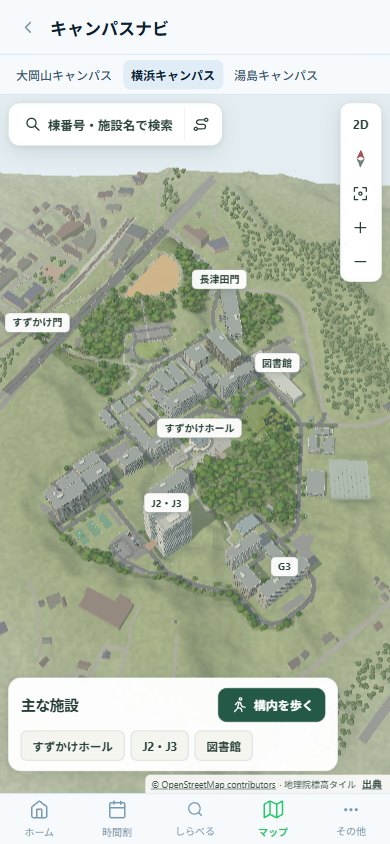 キャンパスナビ
大岡山キャンパス 横浜キャンパス 湯島キャンパス
棟番号・施設名で検索
2D
長津田門
すずかけ門
図書館
すずかけホール
J2・J3
G3
主な施設
構内を歩く
すずかけホール J2・J3 図書館
© OpenStreetMap contributors · 地理院標高タイル 出典
ホーム 時間割 しらべる マップ その他